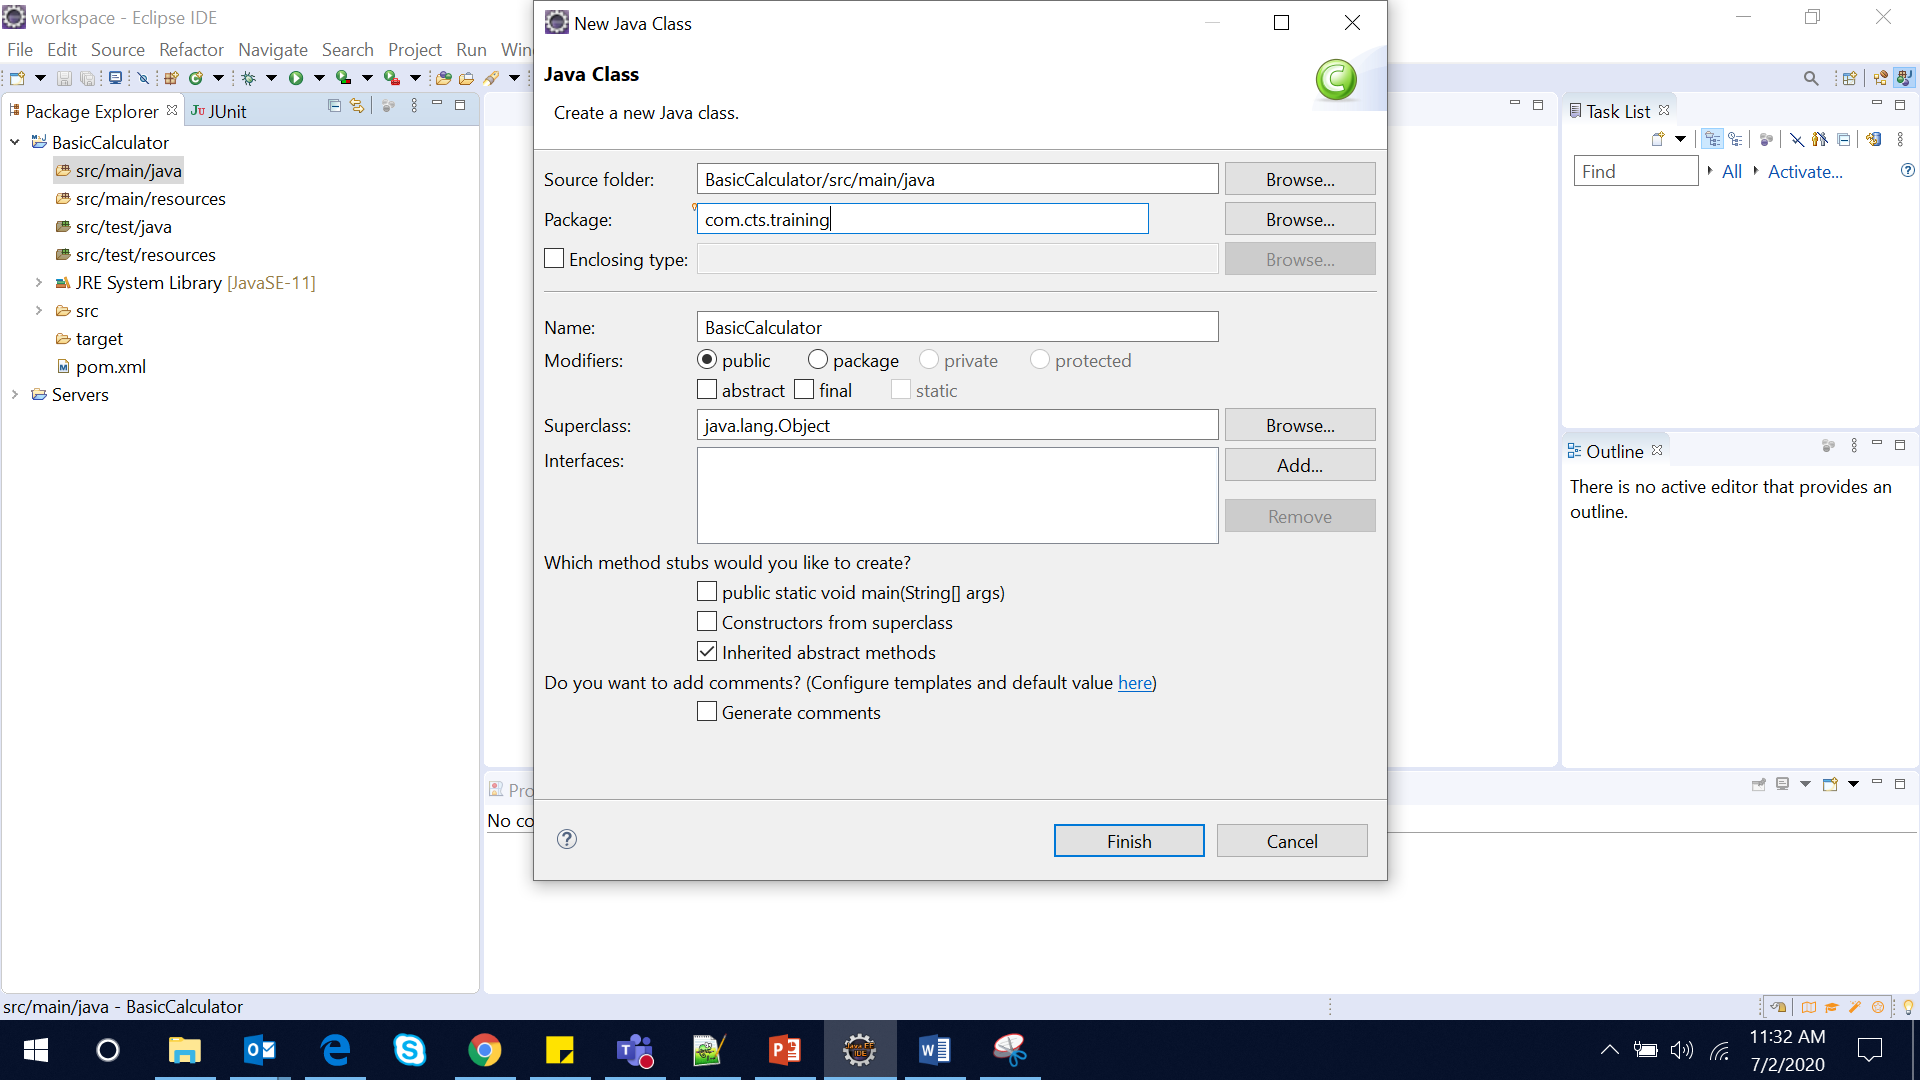 workspace - Eclipse IDE
File Edit Source Refactor Navigate Search Project Run Win
Package Explorer
JUnit
BasicCalculator
src/main/java
src/main/resources
src/test/java
src/test/resources
JRE System Library [JavaSE-11]
src
target
pom.xml
Servers
New Java Class
Java Class
Create a new Java class.
Source folder: BasicCalculator/src/main/java Browse...
Package: com.cts.training Browse...
Enclosing type: Browse...
Name: BasicCalculator
Modifiers: public package private protected
abstract final static
Superclass: java.lang.Object Browse...
Interfaces: Add...
Remove
Which method stubs would you like to create?
public static void main(String[] args)
Constructors from superclass
Inherited abstract methods
Do you want to add comments? (Configure templates and default value here)
Generate comments
Finish Cancel
Pro
No co
Task List
Find All Activate...
Outline
There is no active editor that provides an
outline.
src/main/java - BasicCalculator
11:32 AM
7/2/2020